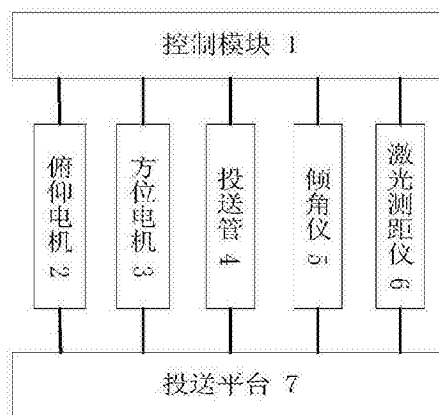 控制模块 1
俯仰电机 2
方位电机 3
投送管 4
倾角仪 5
激光测距仪 6
投送平台 7